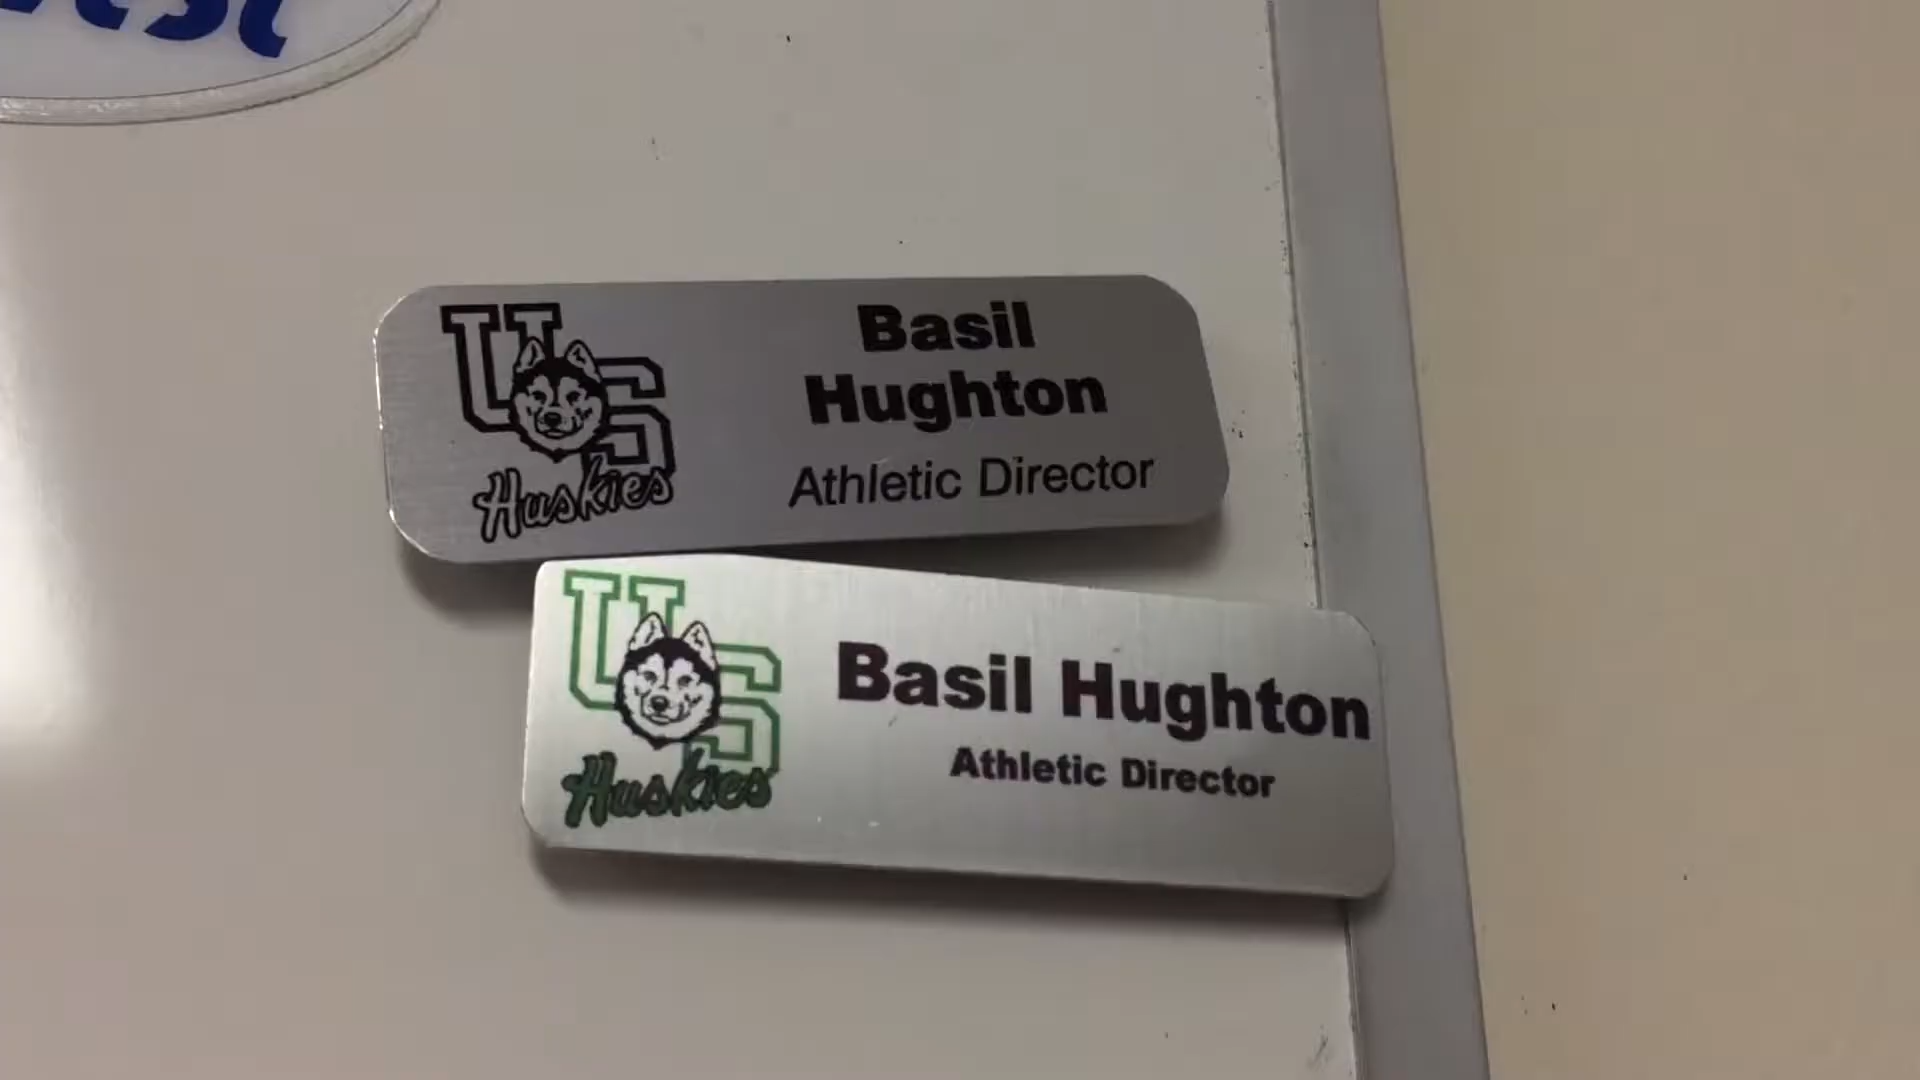 US
Huskies
Basil
Hughton
Athletic Director
US
Huskies
Basil Hughton
Athletic Director